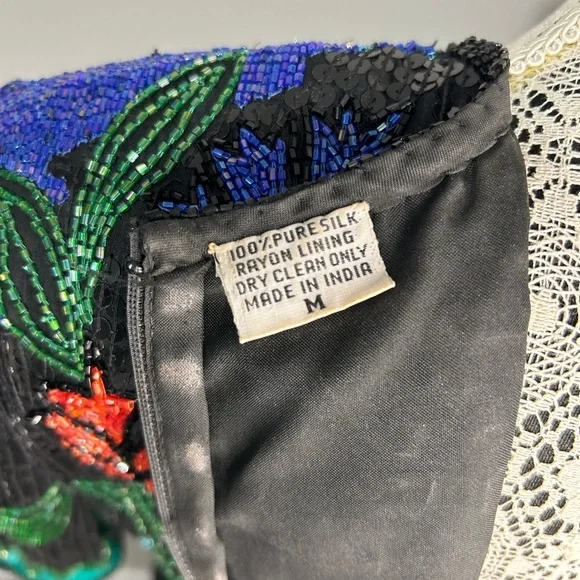 100% PURE SILK
RAYON LINING
DRY CLEAN ONLY
MADE IN INDIA
M